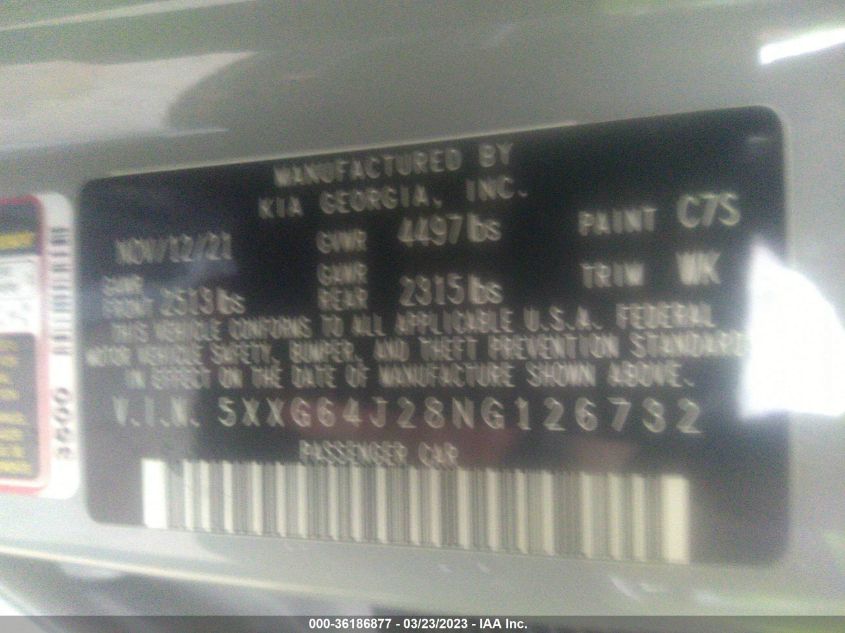 MANUFACTURED BY
KIA GEORGIA, INC.
NOV/12/21 GVWR 4497lbs PAINT C7S
GAWR FRONT 2513lbs GAWR REAR 2315lbs TRIM WK
THIS VEHICLE CONFORMS TO ALL APPLICABLE U.S.A. FEDERAL
MOTOR VEHICLE SAFETY, BUMPER, AND THEFT PREVENTION STANDARD
IN EFFECT ON THE DATE OF MANUFACTURE SHOWN ABOVE.
V.I.N. 5XXG64J28NG126732
PASSENGER CAR
000-36186877 - 03/23/2023 - IAA Inc.